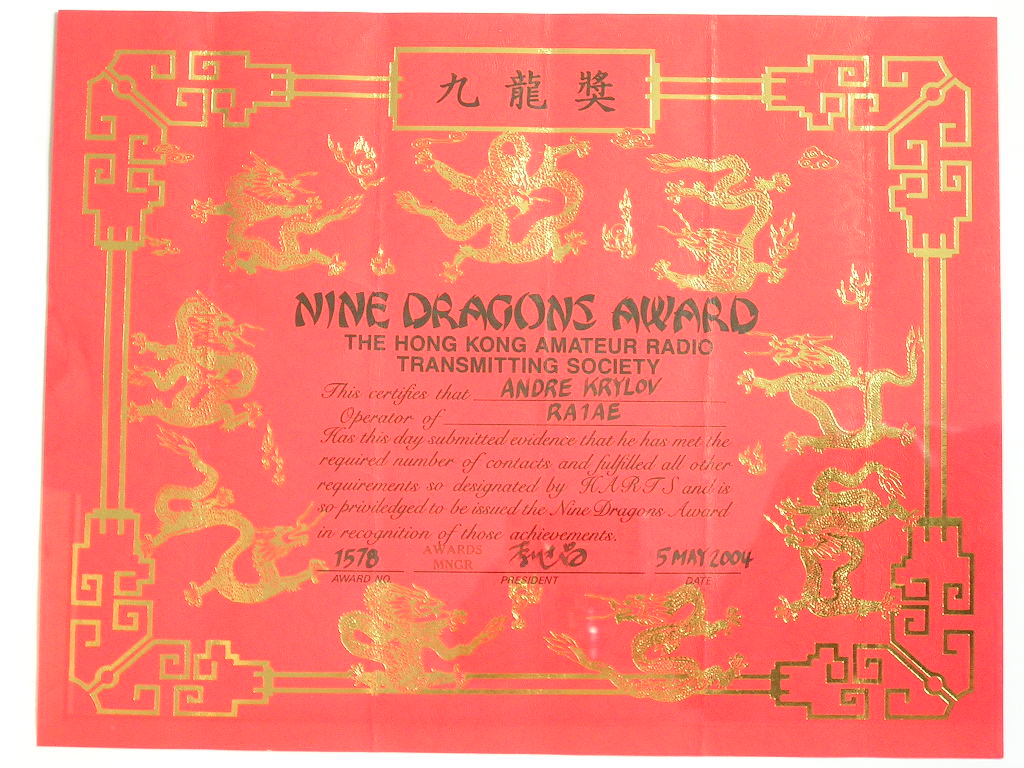 九龍獎
NINE DRAGONS AWARD
THE HONG KONG AMATEUR RADIO
TRANSMITTING SOCIETY
This certifies that ANDRE KRYLOV
Operator of RA1AE
Has this day submitted evidence that he has met the
required number of contacts and fulfilled all other
requirements so designated by HARTS and is
so priviledged to be issued the Nine Dragons Award
in recognition of those achievements.
1578 AWARDS MNGR 5 MAY 2004
AWARD NO. PRESIDENT DATE